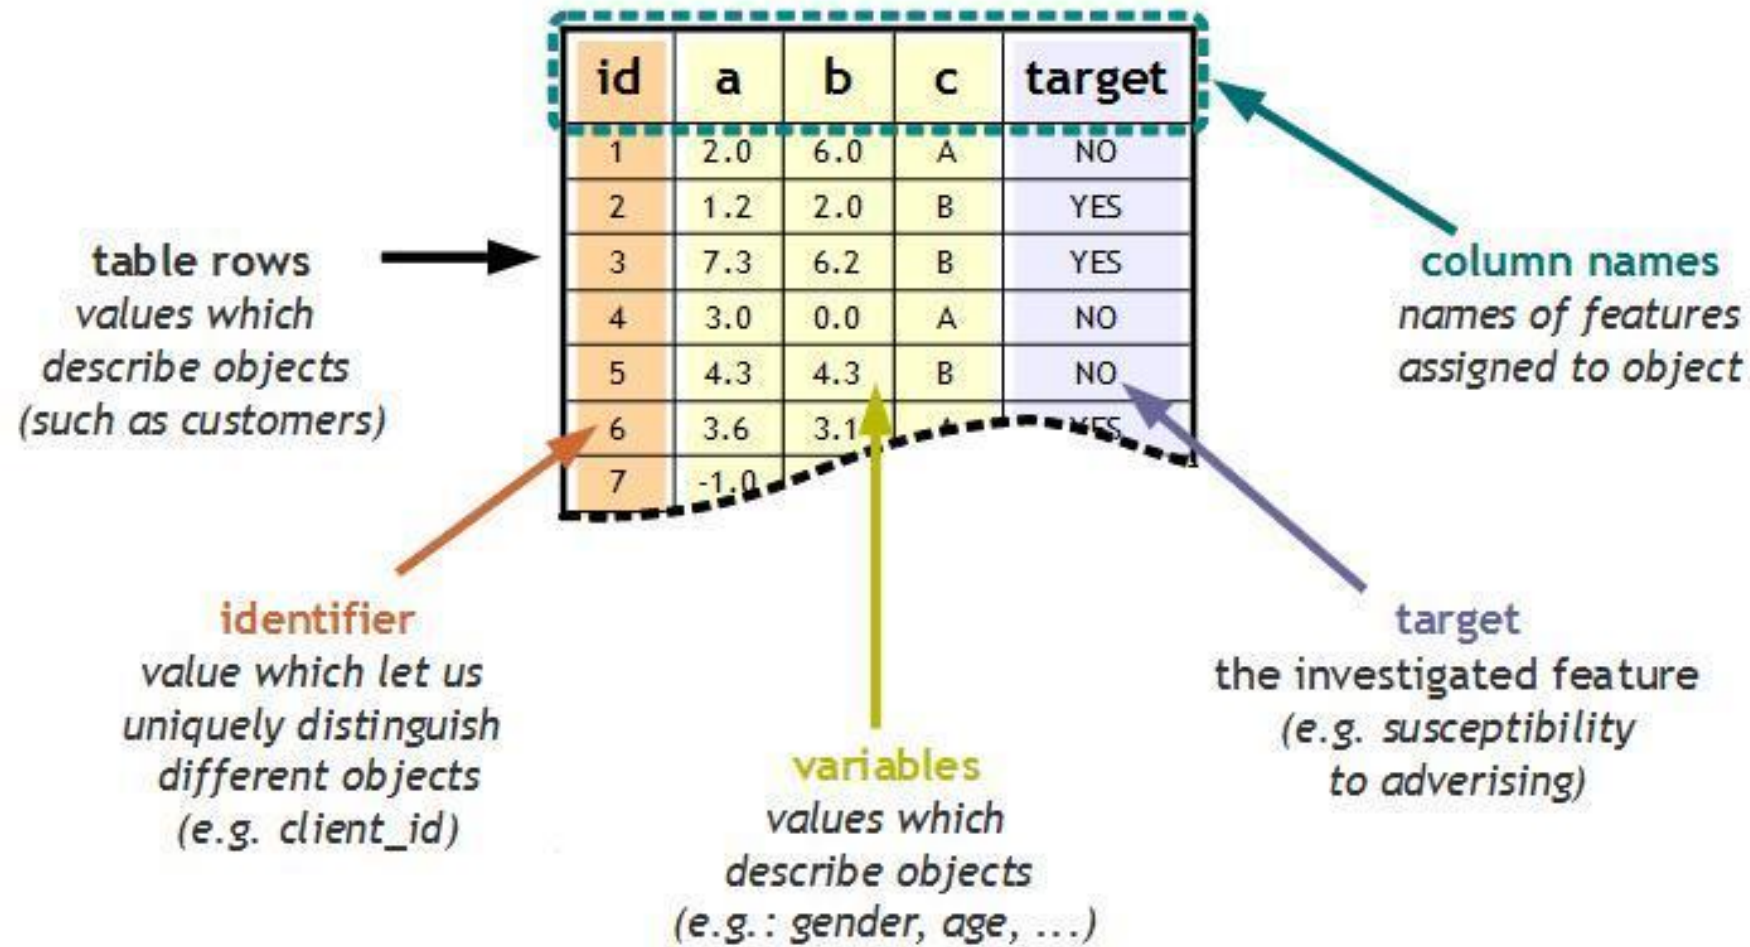 id a b c target
1 2.0 6.0 A NO
2 1.2 2.0 B YES
3 7.3 6.2 B YES
4 3.0 0.0 A NO
5 4.3 4.3 B NO
6 3.6 3.1 A YES
7 -1.0
table rows
values which
describe objects
(such as customers)
column names
names of features
assigned to object
identifier
value which let us
uniquely distinguish
different objects
(e.g. client_id)
variables
values which
describe objects
(e.g.: gender, age, ...)
target
the investigated feature
(e.g. susceptibility
to adverising)